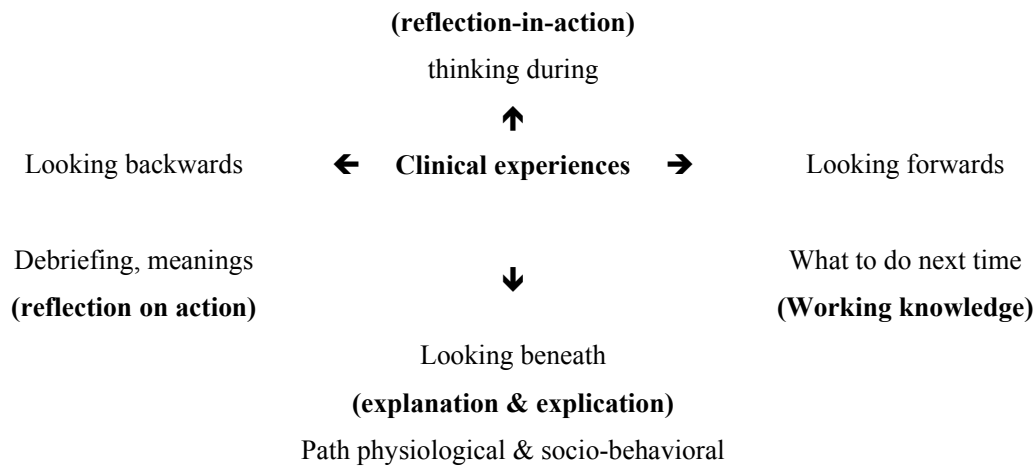 (reflection-in-action)
thinking during
Looking backwards Clinical experiences Looking forwards
Debriefing, meanings What to do next time
(reflection on action) (Working knowledge)
Looking beneath
(explanation & explication)
Path physiological & socio-behavioral